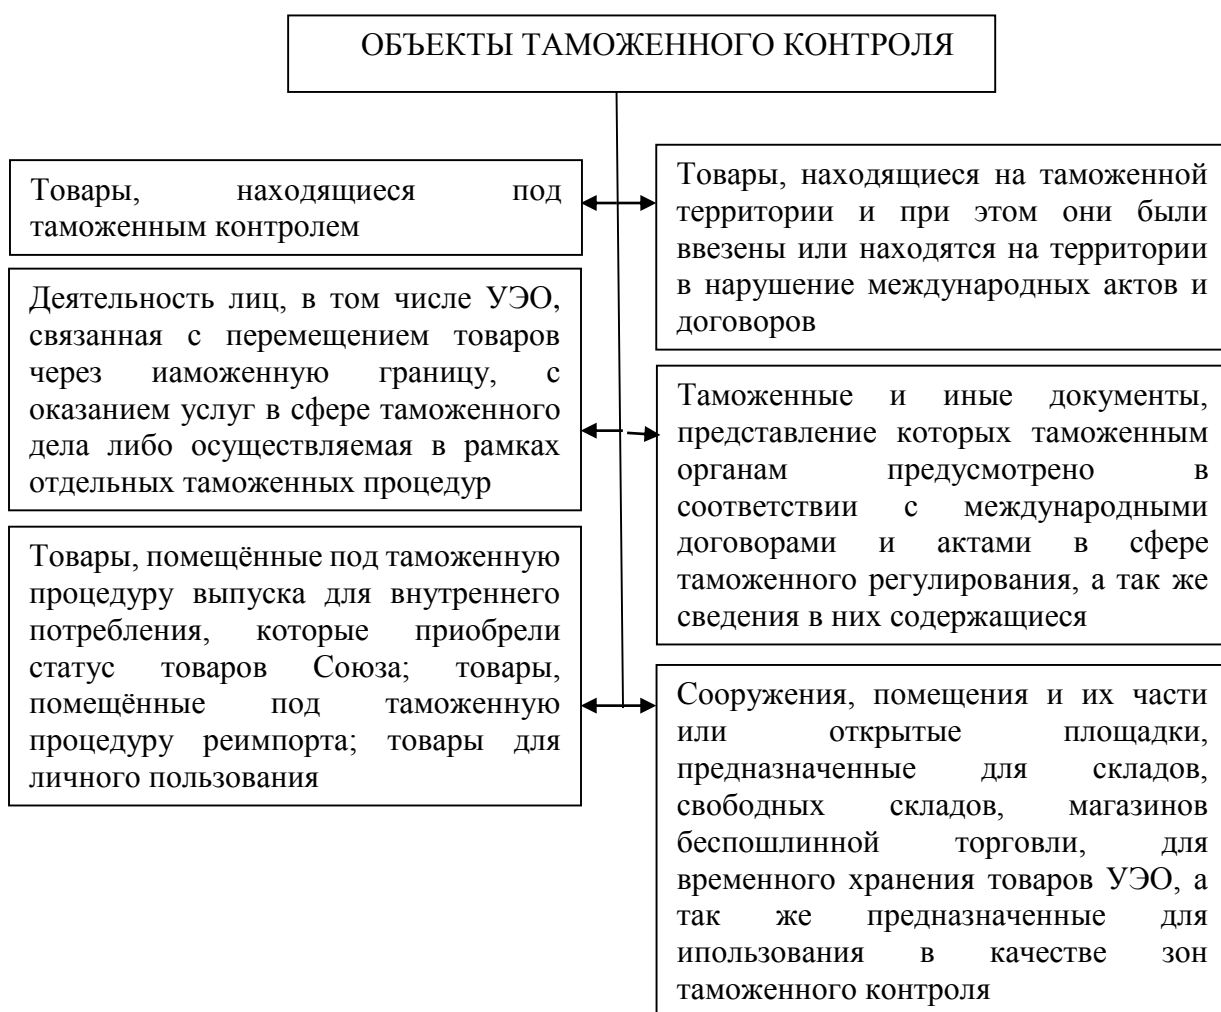 ОБЪЕКТЫ ТАМОЖЕННОГО КОНТРОЛЯ
Товары, находящиеся под
таможенным контролем
Товары, находящиеся на таможенной
территории и при этом они были
ввезены или находятся на территории
в нарушение международных актов и
договоров
Деятельность лиц, в том числе УЭО,
связанная с перемещением товаров
через иаможенную границу, с
оказанием услуг в сфере таможенного
дела либо осуществляемая в рамках
отдельных таможенных процедур
Таможенные и иные документы,
представление которых таможенным
органам предусмотрено в
соответствии с международными
договорами и актами в сфере
таможенного регулирования, а так же
сведения в них содержащиеся
Товары, помещённые под таможенную
процедуру выпуска для внутреннего
потребления, которые приобрели
статус товаров Союза; товары,
помещённые под таможенную
процедуру реимпорта; товары для
личного пользования
Сооружения, помещения и их части
или открытые площадки,
предназначенные для складов,
свободных складов, магазинов
беспошлинной торговли, для
временного хранения товаров УЭО, а
так же предназначенные для
ипользования в качестве зон
таможенного контроля